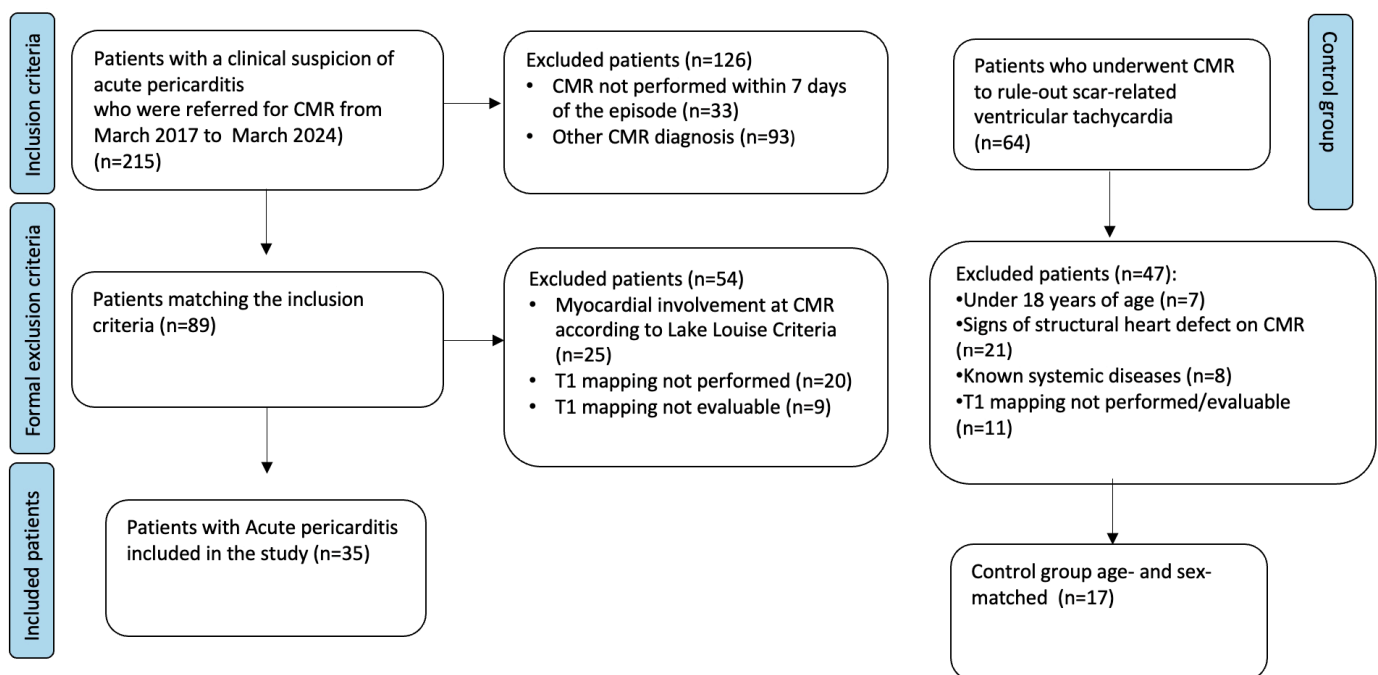 Inclusion criteria
Patients with a clinical suspicion of
acute pericarditis
who were referred for CMR from
March 2017 to  March 2024)
(n=215)
Excluded patients (n=126)
• CMR not performed within 7 days
of the episode (n=33)
• Other CMR diagnosis (n=93)
Patients who underwent CMR
to rule-out scar-related
ventricular tachycardia
(n=64)
Control group
Formal exclusion criteria
Patients matching the inclusion
criteria (n=89)
Excluded patients (n=54)
• Myocardial involvement at CMR
according to Lake Louise Criteria
(n=25)
• T1 mapping not performed (n=20)
• T1 mapping not evaluable (n=9)
Excluded patients (n=47):
•Under 18 years of age (n=7)
•Signs of structural heart defect on CMR
(n=21)
•Known systemic diseases (n=8)
•T1 mapping not performed/evaluable
(n=11)
Included patients
Patients with Acute pericarditis
included in the study (n=35)
Control group age- and sex-
matched  (n=17)